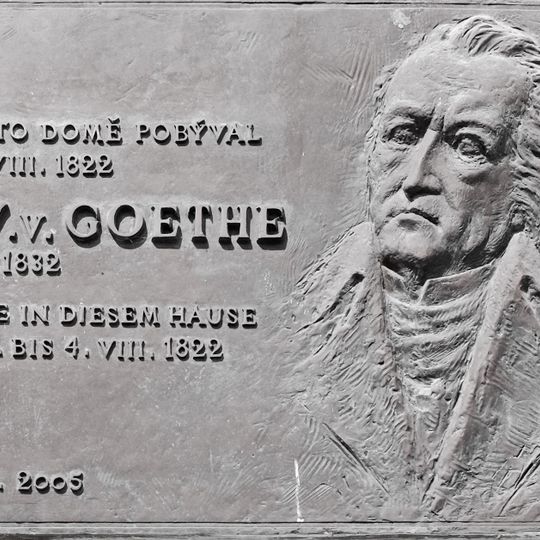 TO DOMĚ POBÝVAL
VIII. 1822
W. v. GOETHE
1832
E IN DIESEM HAUSE
. BIS 4. VIII. 1822
. 2005